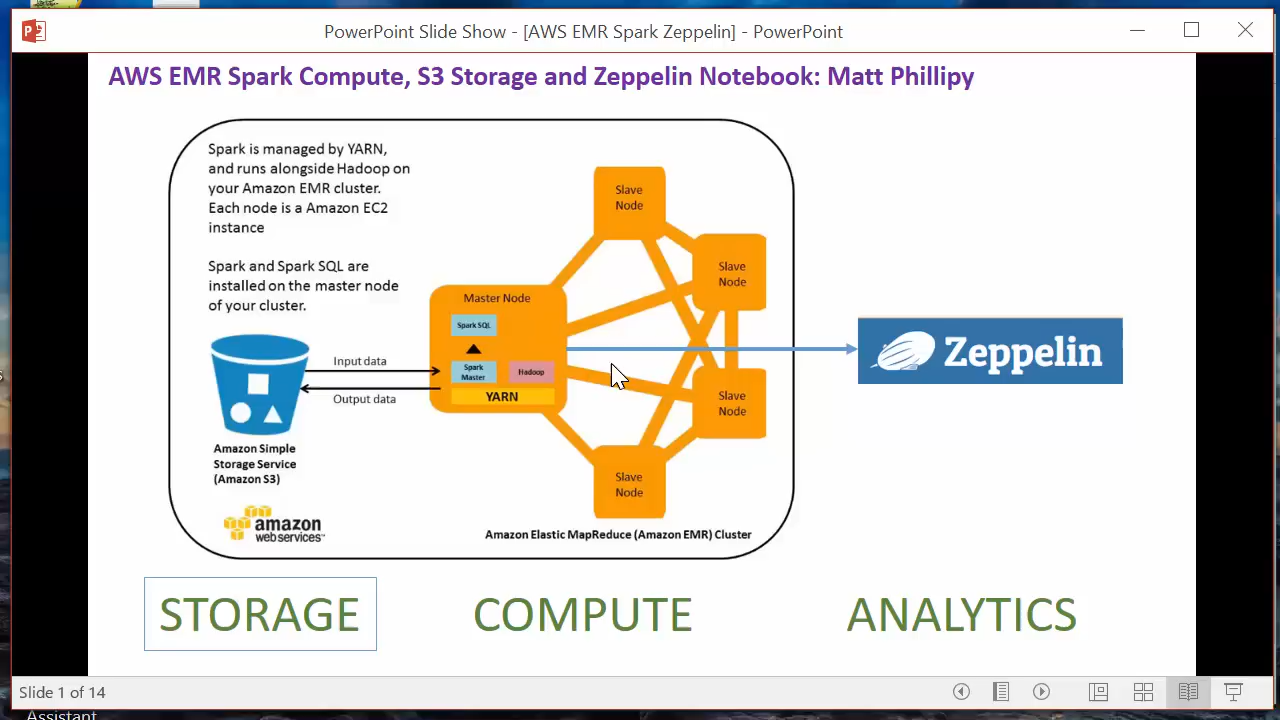 PowerPoint Slide Show - [AWS EMR Spark Zeppelin] - PowerPoint
AWS EMR Spark Compute, S3 Storage and Zeppelin Notebook: Matt Phillipy
Spark is managed by YARN,
and runs alongside Hadoop on
your Amazon EMR cluster.
Each node is a Amazon EC2
instance
Spark and Spark SQL are
installed on the master node
of your cluster.
Slave
Node
Slave
Node
Master Node
Spark SQL
Spark
Master
Hadoop
YARN
Input data
Output data
Zeppelin
Slave
Node
Slave
Node
Amazon Simple
Storage Service
(Amazon S3)
amazon
web services™
Amazon Elastic MapReduce (Amazon EMR) Cluster
STORAGE
COMPUTE
ANALYTICS
Slide 1 of 14
Assistant